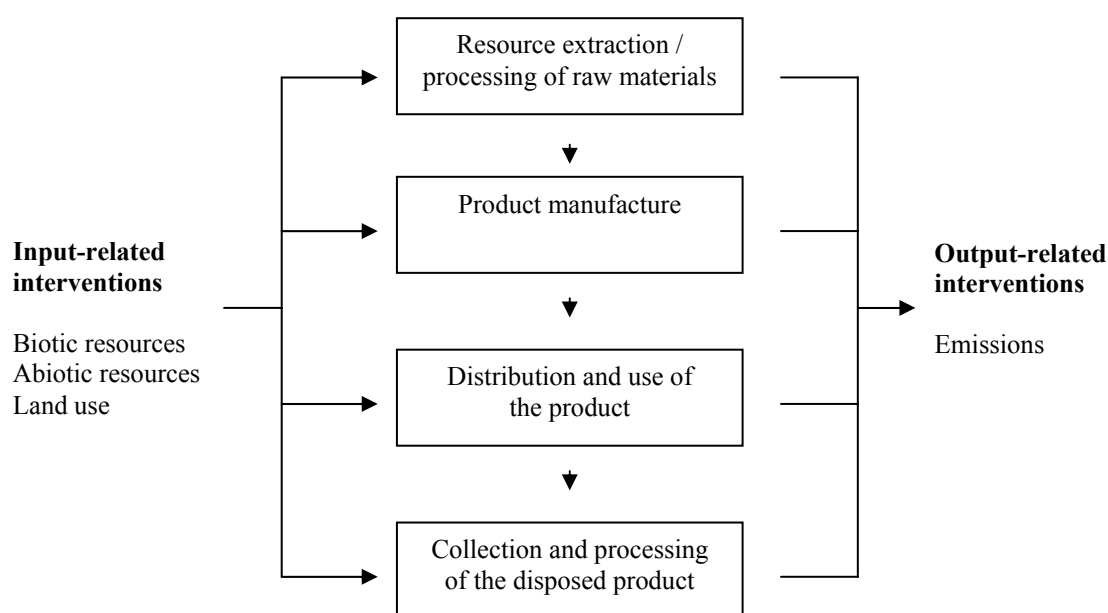 Resource extraction /
processing of raw materials
Product manufacture
Input-related
interventions
Biotic resources
Abiotic resources
Land use
Output-related
interventions
Emissions
Distribution and use of
the product
Collection and processing
of the disposed product